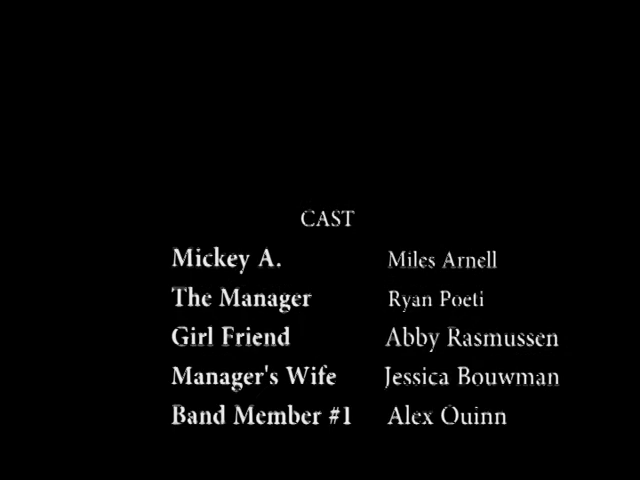 CAST
Mickey A. Miles Arnell
The Manager Ryan Poeti
Girl Friend Abby Rasmussen
Manager's Wife Jessica Bouwman
Band Member #1 Alex Quinn